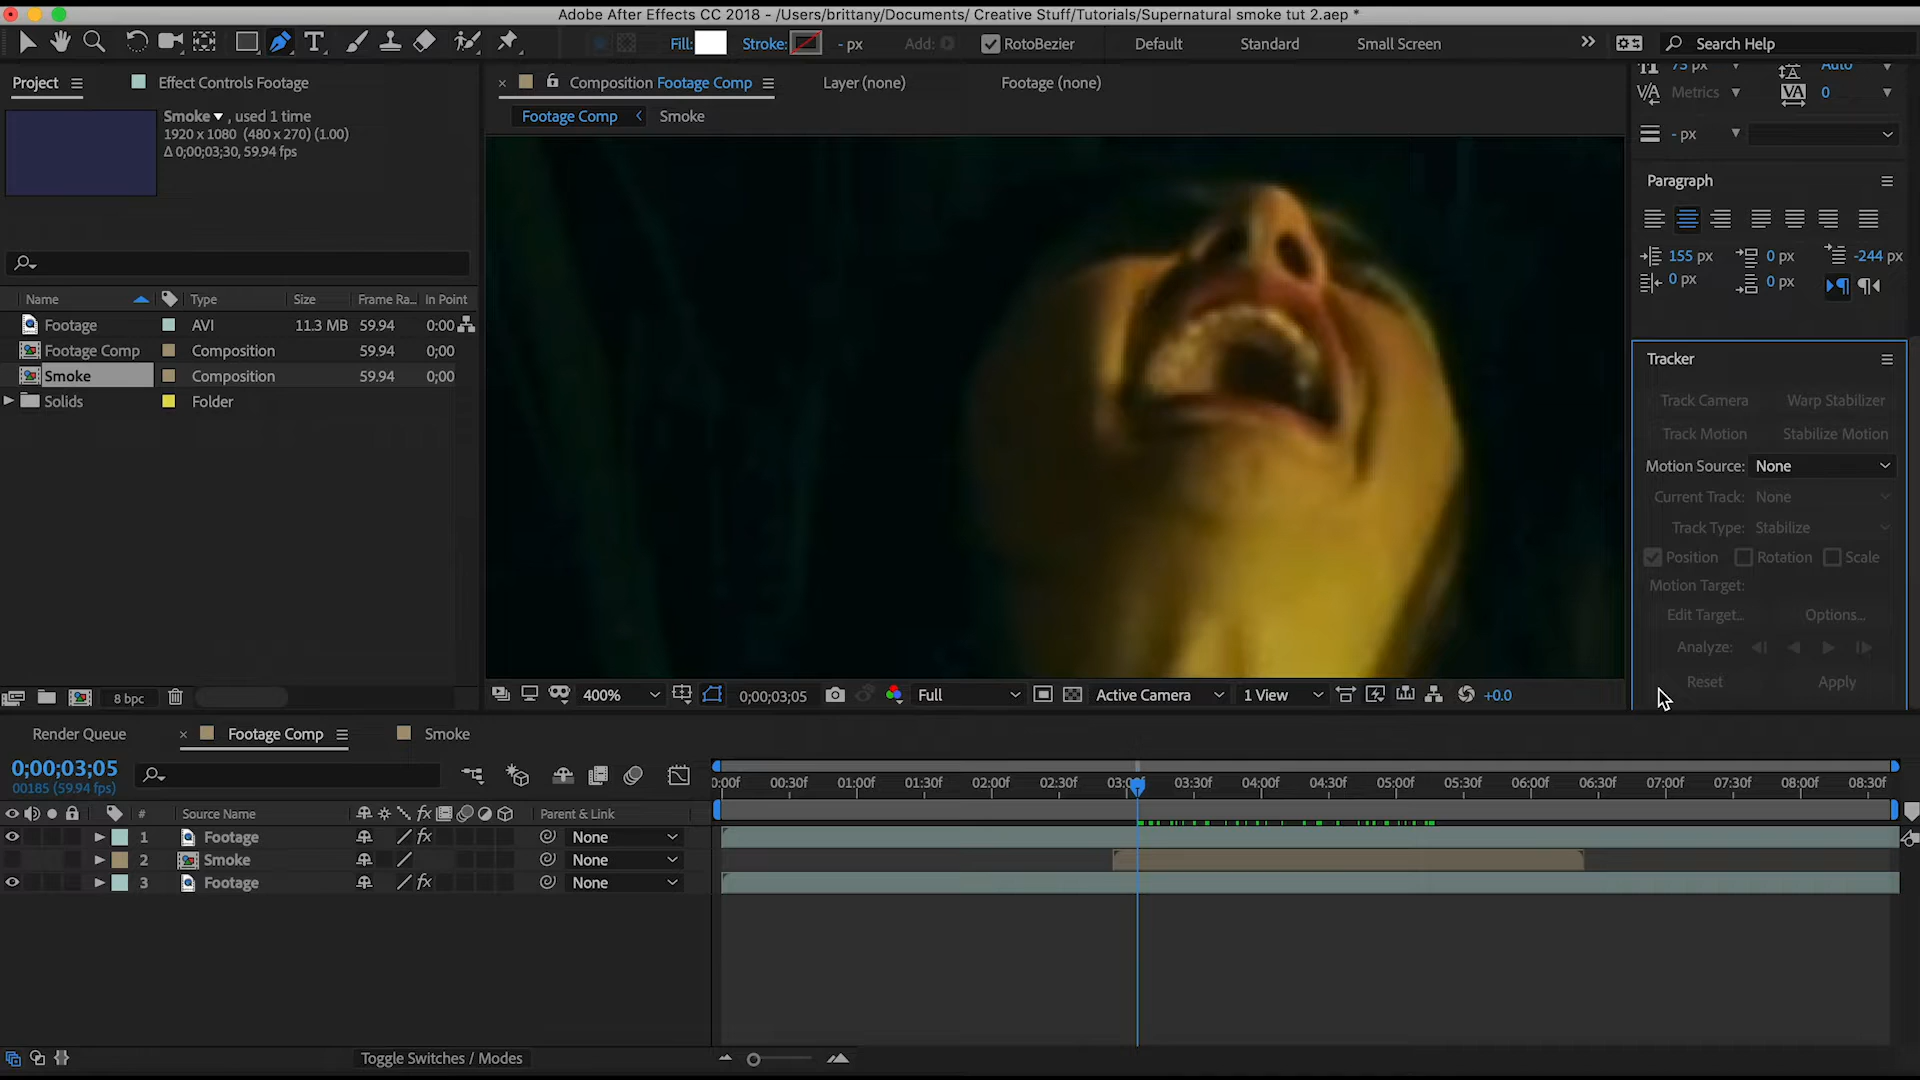 Adobe After Effects CC 2018 - /Users/brittany/Documents/ Creative Stuff/Tutorials/Supernatural smoke tut 2.aep *
Fill: Stroke: - px Add: RotoBezier Default Standard Small Screen Search Help
Project Effect Controls Footage
Smoke , used 1 time
1920 x 1080 (480 x 270) (1.00)
Δ 0;00;03;30, 59.94 fps
Name Type Size Frame Ra... In Point
Footage AVI 11.3 MB 59.94 0:00
Footage Comp Composition 59.94 0;00
Smoke Composition 59.94 0;00
Solids Folder
8 bpc
Composition Footage Comp Layer (none) Footage (none)
Footage Comp Smoke
400% 0;00;03;05 Full Active Camera 1 View +0.0
73 px Auto
Metrics 0
- px
Paragraph
155 px 0 px -244 px
0 px 0 px
Tracker
Track Camera Warp Stabilizer
Track Motion Stabilize Motion
Motion Source: None
Current Track: None
Track Type: Stabilize
Position Rotation Scale
Motion Target:
Edit Target... Options...
Analyze:
Reset Apply
Render Queue Footage Comp Smoke
0;00;03;05
00185 (59.94 fps)
0:00f 00:30f 01:00f 01:30f 02:00f 02:30f 03:0 03:30f 04:00f 04:30f 05:00f 05:30f 06:00f 06:30f 07:00f 07:30f 08:00f 08:30f
# Source Name fx Parent & Link
1 Footage fx None
2 Smoke None
3 Footage fx None
Toggle Switches / Modes